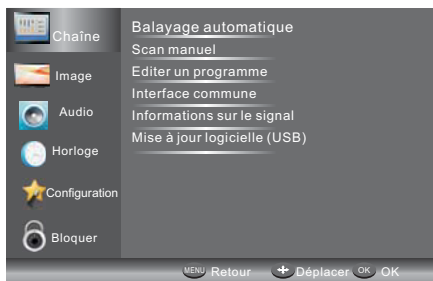 Chaîne
Image
Audio
Horloge
Configuration
Bloquer
Balayage automatique
Scan manuel
Editer un programme
Interface commune
Informations sur le signal
Mise à jour logicielle (USB)
MENU Retour Déplacer OK OK